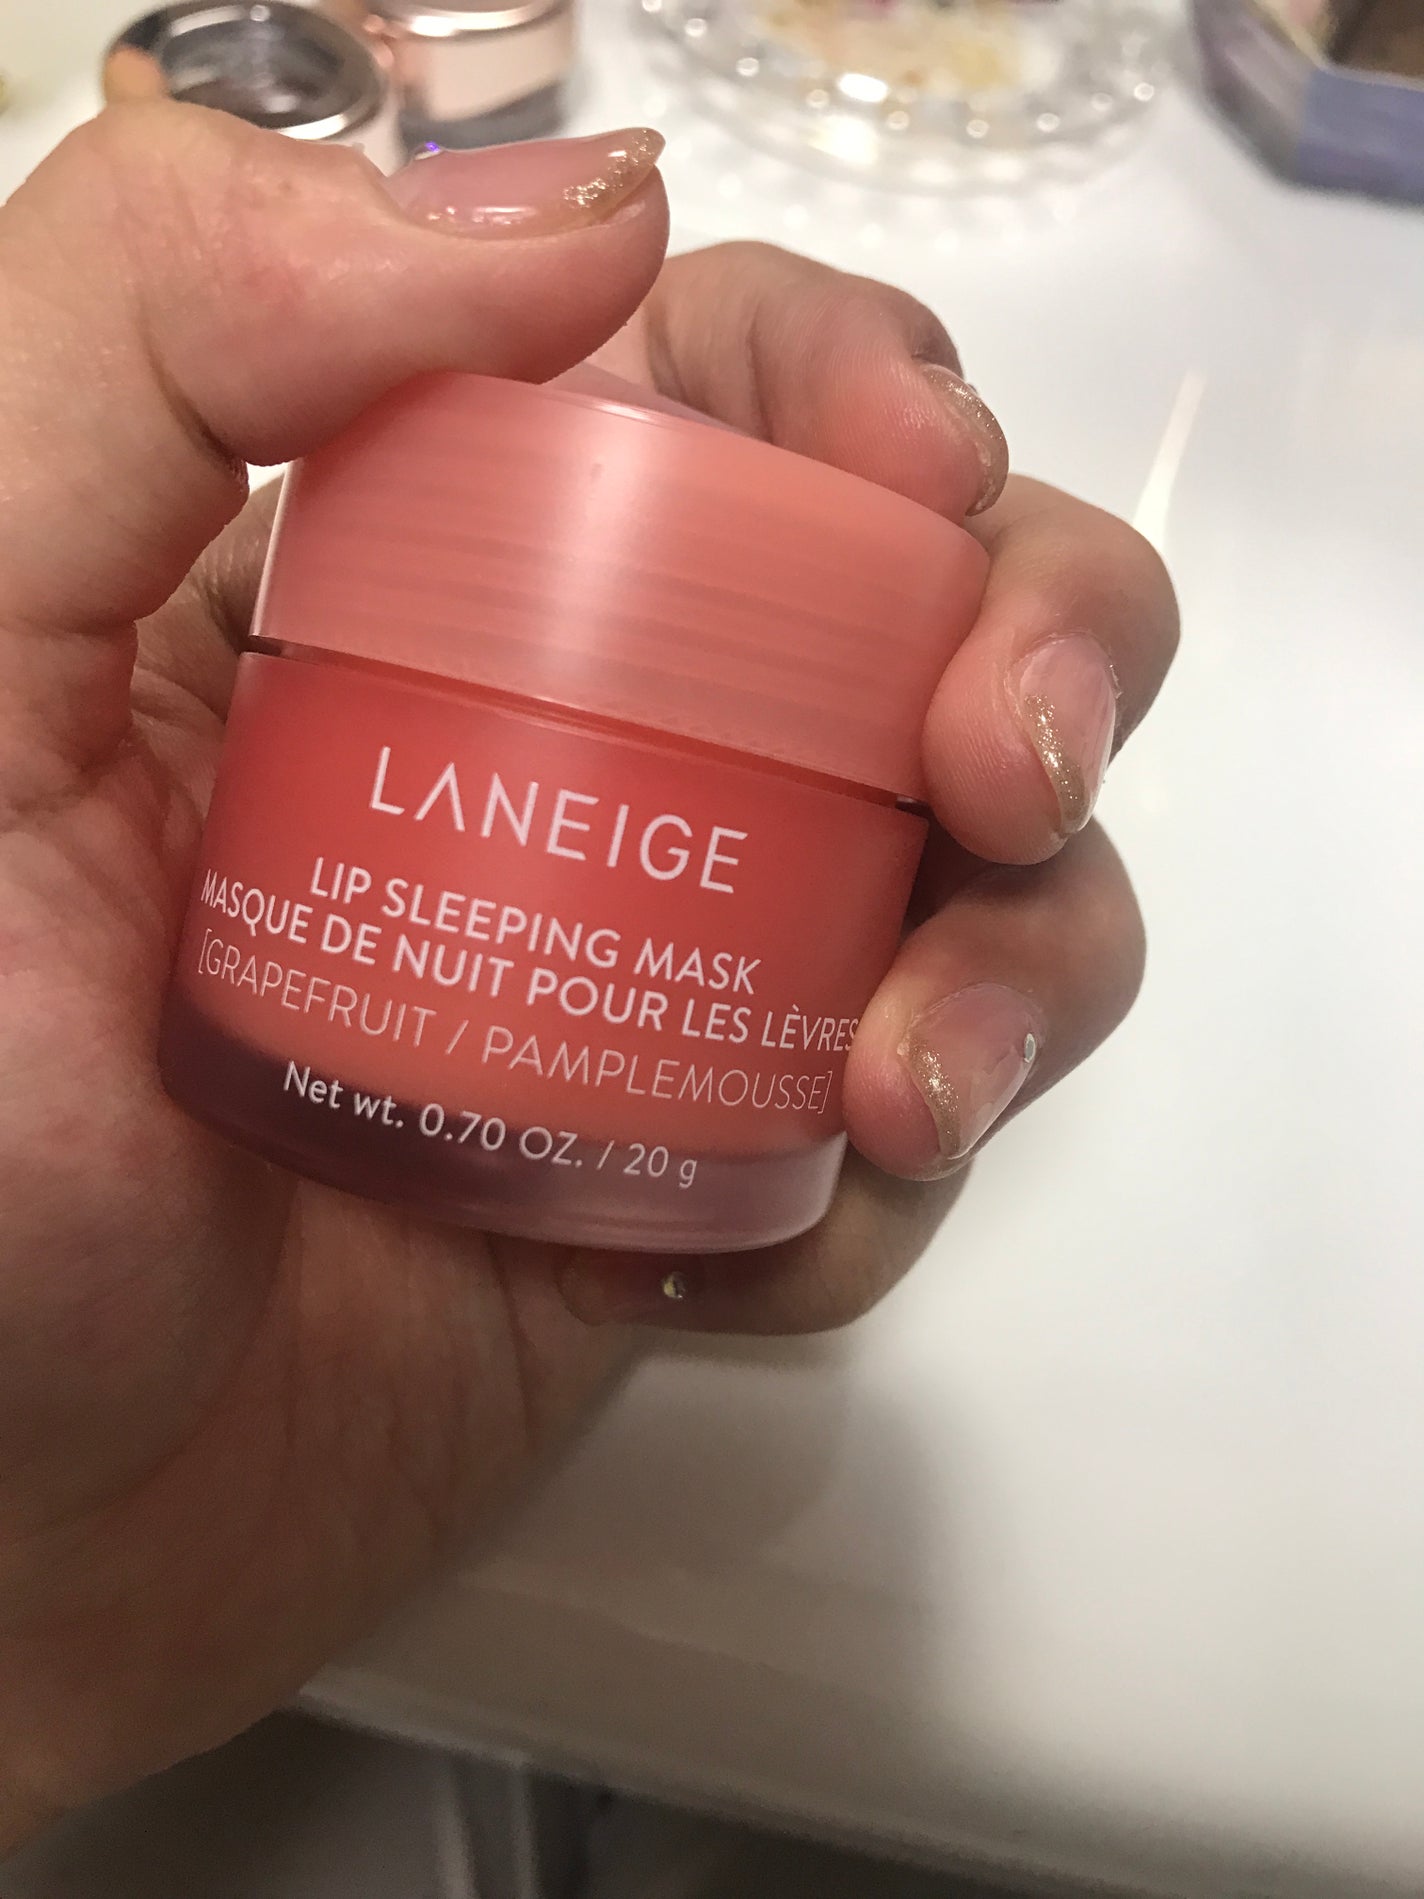 LANEIGE
LIP SLEEPING MASK
MASQUE DE NUIT POUR LES LÈVRES
[GRAPEFRUIT / PAMPLEMOUSSE]
Net wt. 0.70 OZ. / 20 g